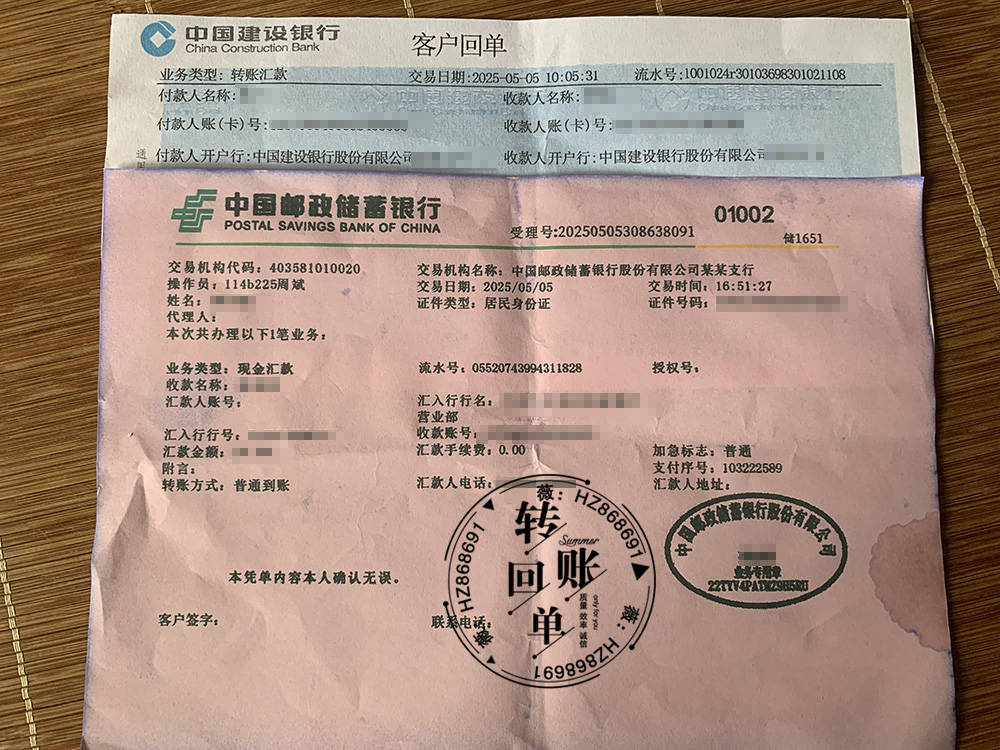 中国建设银行
China Construction Bank
客户回单
业务类型: 转账汇款 交易日期:2025-05-05 10:05:31 流水号:1001024r30103698301021108
付款人名称: 收款人名称:
付款人账(卡)号: 收款人账(卡)号:
付款人开户行:中国建设银行股份有限公司 收款人开户行:中国建设银行股份有限公司
中国邮政储蓄银行
POSTAL SAVINGS BANK OF CHINA
01002
受理号:20250505308638091
储1651
交易机构代码: 403581010020 交易机构名称: 中国邮政储蓄银行股份有限公司某某支行
操作员: 114b225周斌 交易日期: 2025/05/05 交易时间: 16:51:27
姓名: 证件类型: 居民身份证 证件号码:
代理人:
本次共办理以下1笔业务:
业务类型: 现金汇款 流水号: 05520743994311828 授权号:
收款名称:
汇款人账号: 汇入行行名:
营业部
汇入行行号: 收款账号:
汇款金额: 汇款手续费: 0.00 加急标志: 普通
附言: 支付序号: 103222589
转账方式: 普通到账 汇款人电话: 汇款人地址:
本凭单内容本人确认无误。
客户签字: 联系电话:
薇: HZ868691
薇: HZ868691
薇: HZ868691
转账
回单
Summer
only for you
质量 效率 诚信
中国邮政储蓄银行股份有限公司
业务专用章